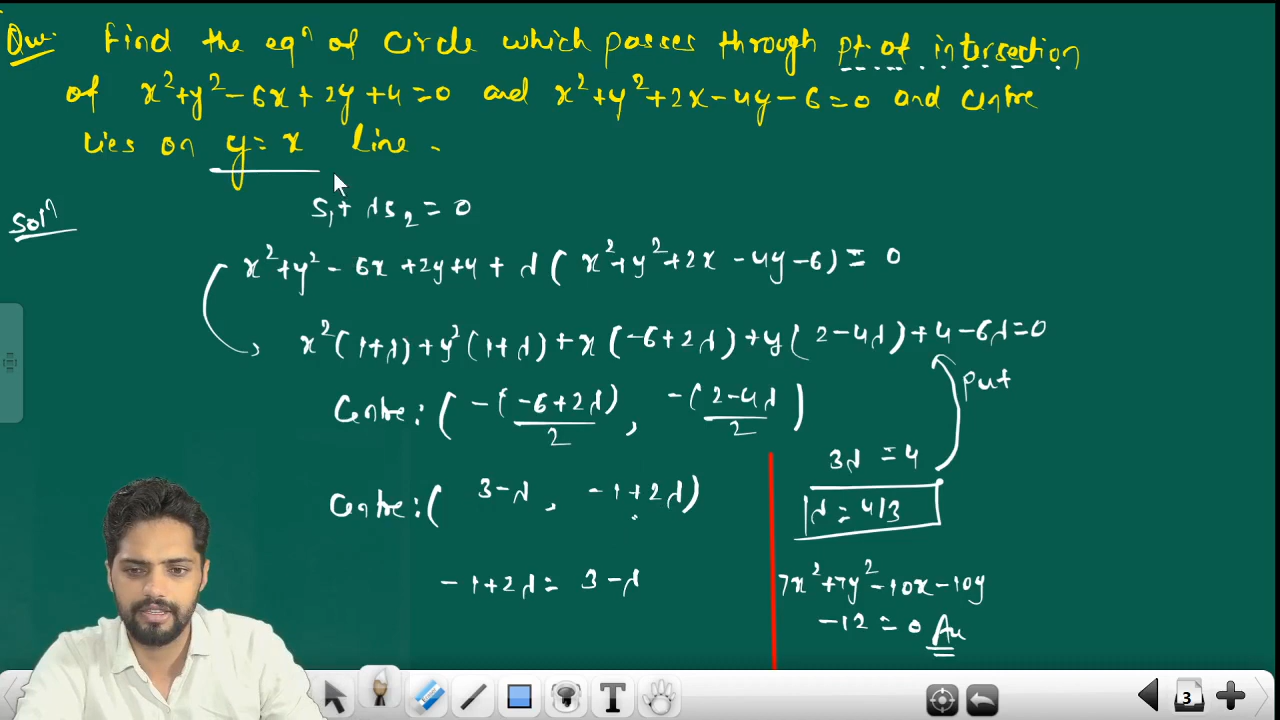 Qus: Find the eqⁿ of circle which passes through pt. of intersection
of x²+y²-6x+2y+4=0 and x²+y²+2x-4y-6=0 and centre
lies on y=x line.
Solⁿ
S₁+λS₂=0
x²+y²-6x+2y+4+λ(x²+y²+2x-4y-6)=0
x²(1+λ)+y²(1+λ)+x(-6+2λ)+y(2-4λ)+4-6λ=0
put
Centre: (-(-6+2λ)/2, -(2-4λ)/2)
3λ=4
Centre: (3-λ, -1+2λ)
λ=4/3
-1+2λ=3-λ
7x²+7y²-10x-10y
-12=0 An
T
3